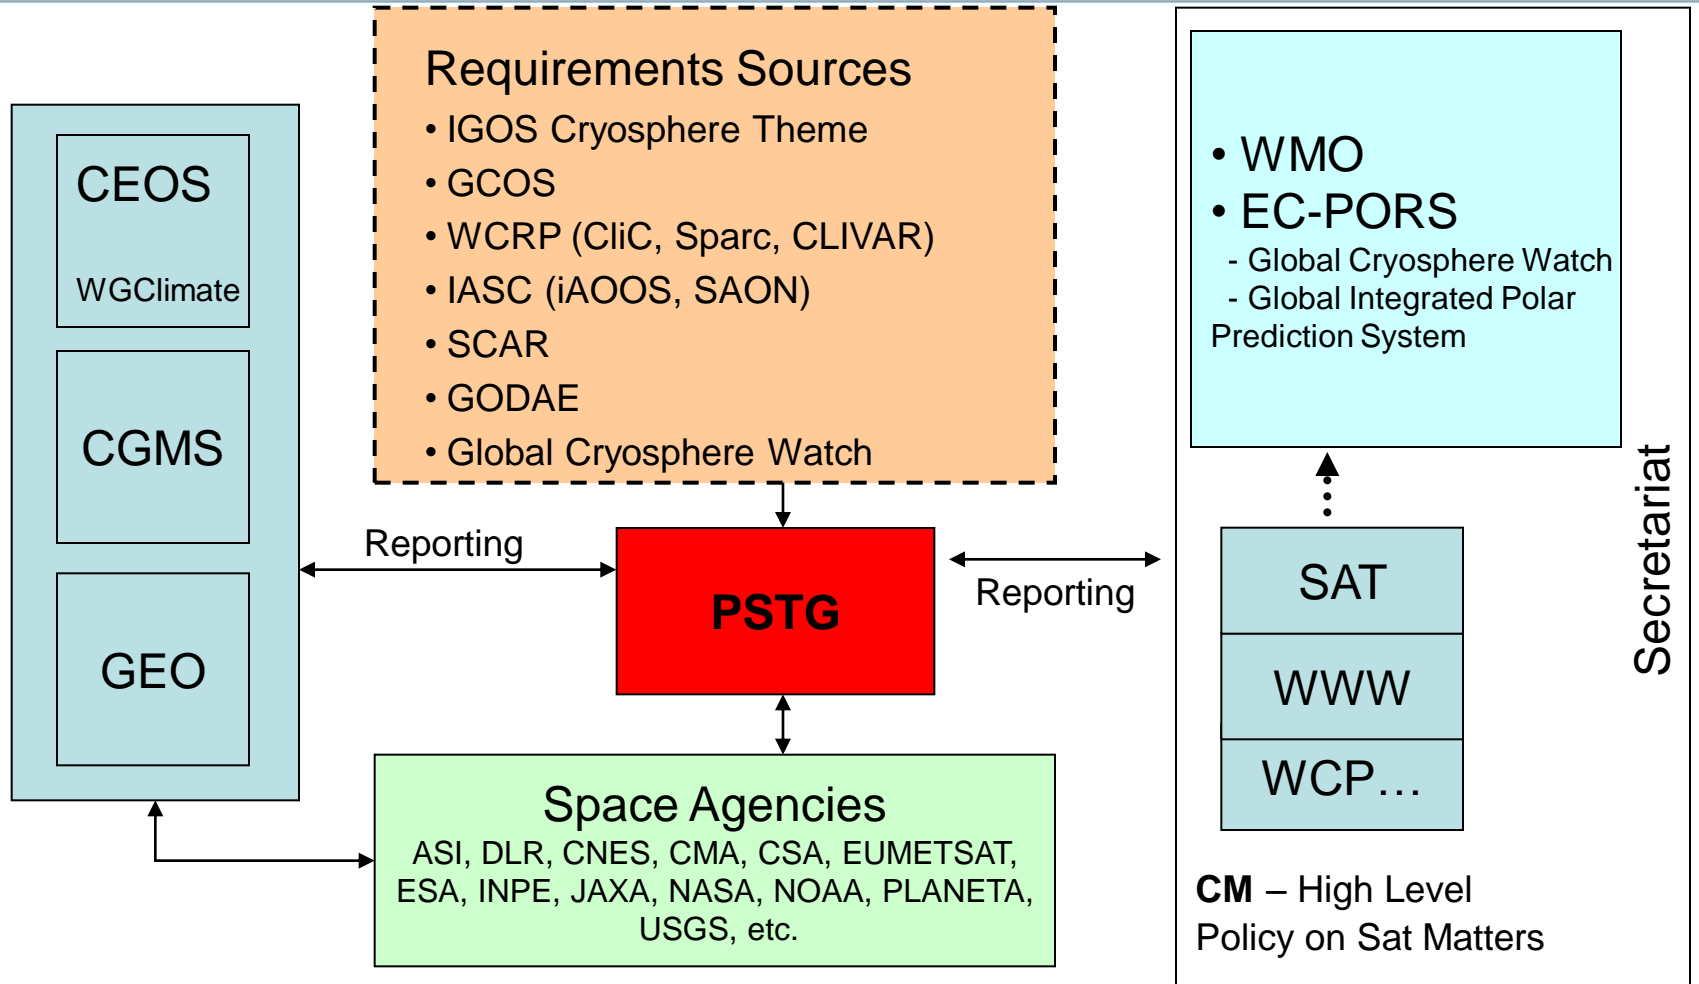 CEOS
WGClimate
CGMS
GEO
Requirements Sources
• IGOS Cryosphere Theme
• GCOS
• WCRP (CliC, Sparc, CLIVAR)
• IASC (iAOOS, SAON)
• SCAR
• GODAE
• Global Cryosphere Watch
Reporting
PSTG
Reporting
Space Agencies
ASI, DLR, CNES, CMA, CSA, EUMETSAT,
ESA, INPE, JAXA, NASA, NOAA, PLANETA,
USGS, etc.
• WMO
• EC-PORS
- Global Cryosphere Watch
- Global Integrated Polar
Prediction System
SAT
WWW
WCP...
Secretariat
CM – High Level
Policy on Sat Matters